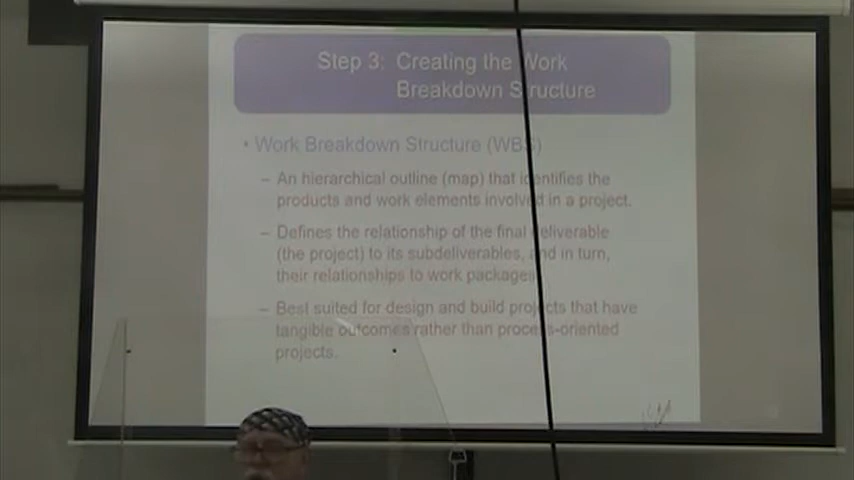 Step 3: Creating the Work
Breakdown Structure
• Work Breakdown Structure (WBS)
– An hierarchical outline (map) that identifies the
products and work elements involved in a project.
– Defines the relationship of the final deliverable
(the project) to its subdeliverables, and in turn,
their relationships to work packages.
– Best suited for design and build projects that have
tangible outcomes rather than process-oriented
projects.